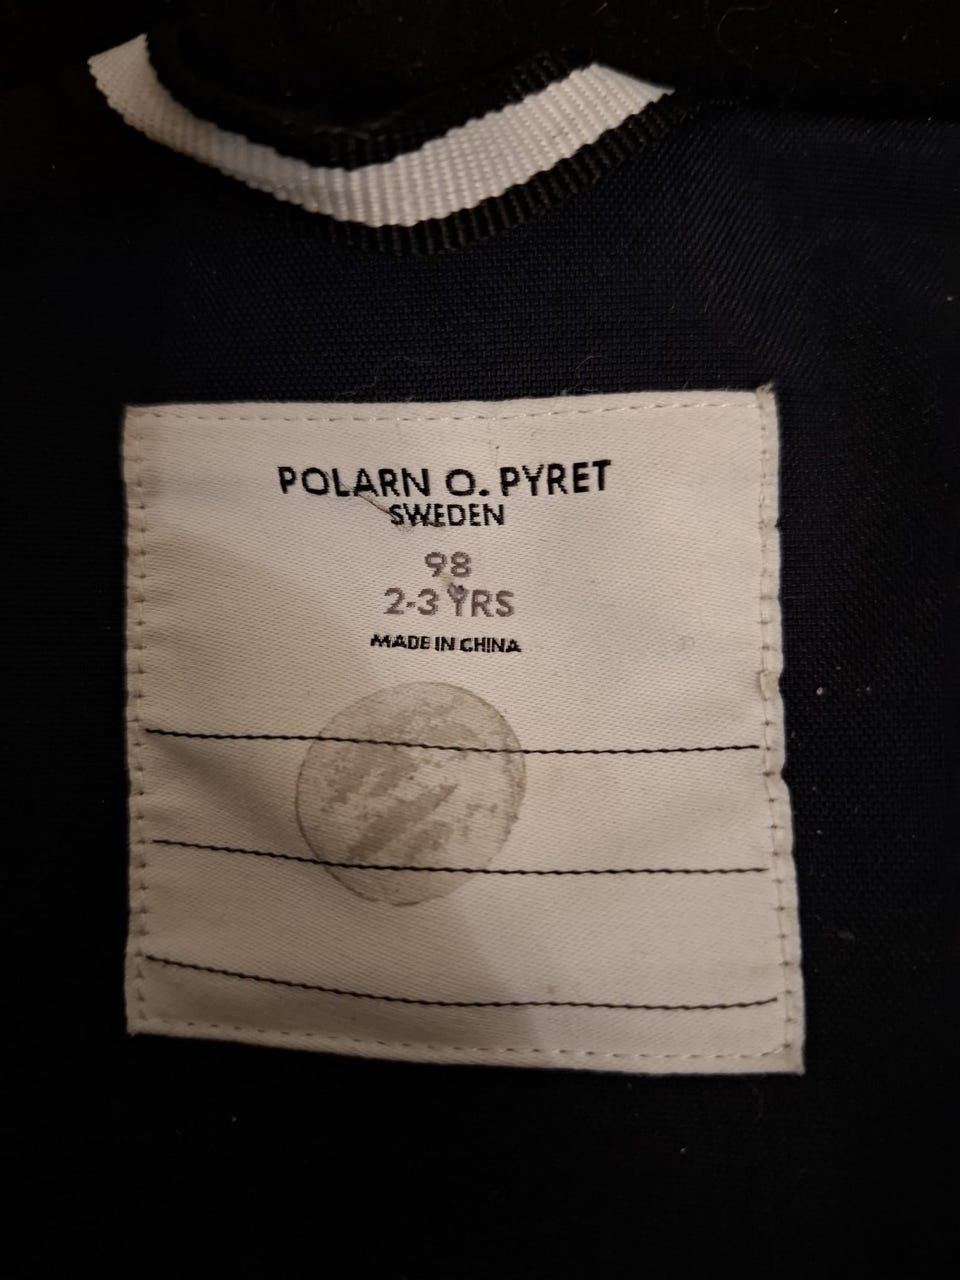 POLARN O. PYRET
SWEDEN
98
2-3 YRS
MADE IN CHINA